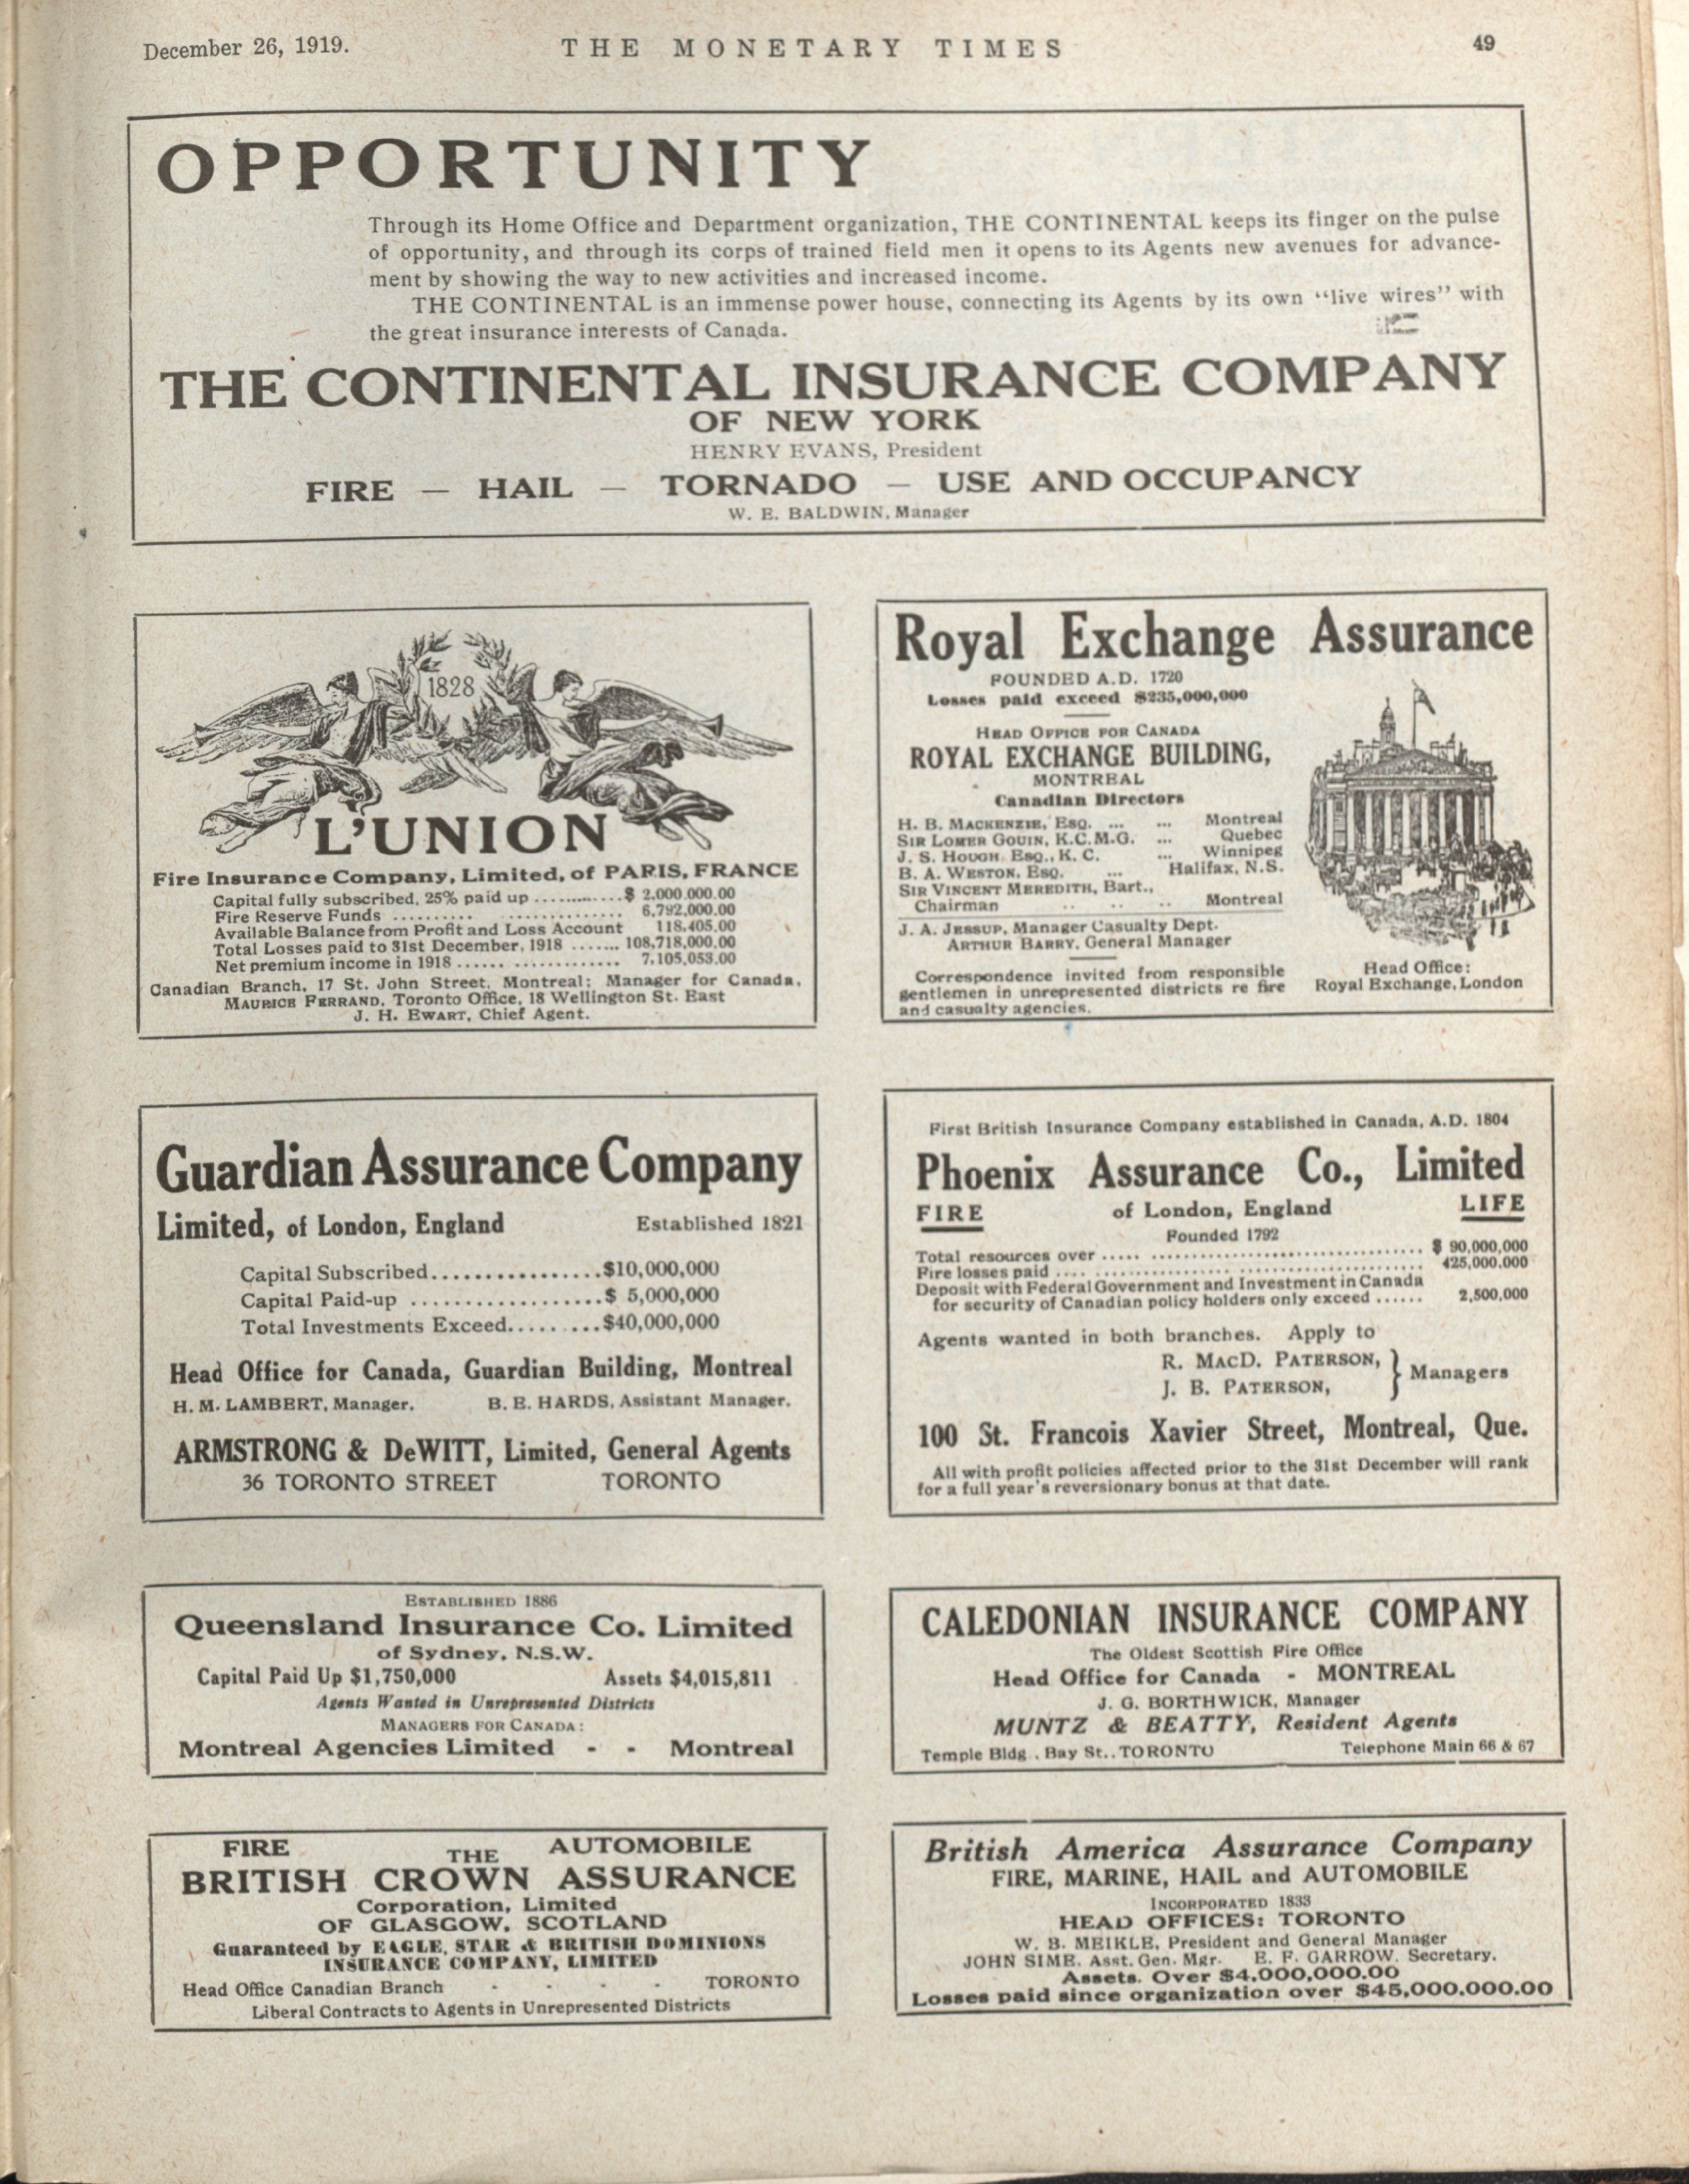 December 26, 1919.
THE MONETARY TIMES
49
OPPORTUNITY
Through its Home Office and Department organization, THE CONTINENTAL keeps its finger on the pulse
of opportunity, and through its corps of trained field men it opens to its Agents new avenues for advance-
ment by showing the way to new activities and increased income.
THE CONTINENTAL is an immense power house, connecting its Agents by its own "live wires" with
the great insurance interests of Canada.
THE CONTINENTAL INSURANCE COMPANY
OF NEW YORK
HENRY EVANS, President
FIRE — HAIL — TORNADO — USE AND OCCUPANCY
W. E. BALDWIN, Manager
1828
L'UNION
Fire Insurance Company, Limited, of PARIS, FRANCE
Capital fully subscribed, 25% paid up ............ $ 2,000,000.00
Fire Reserve Funds ............ 6,792,000.00
Available Balance from Profit and Loss Account 118,405.00
Total Losses paid to 31st December, 1918 ....... 108,718,000.00
Net premium income in 1918 ............ 7,105,053.00
Canadian Branch, 17 St. John Street, Montreal; Manager for Canada,
MAURICE FERRAND, Toronto Office, 18 Wellington St. East
J. H. EWART, Chief Agent.
Royal Exchange Assurance
FOUNDED A.D. 1720
Losses paid exceed $235,000,000
HEAD OFFICE FOR CANADA
ROYAL EXCHANGE BUILDING,
MONTREAL
Canadian Directors
H. B. MACKENZIE, ESQ. ... ... Montreal
SIR LOMER GOUIN, K.C.M.G. ... Quebec
J. S. HOUGH, ESQ., K. C. ... Winnipeg
B. A. WESTON, ESQ. ... Halifax, N.S.
SIR VINCENT MEREDITH, Bart.,
Chairman .. .. .. Montreal
J. A. JESSUP, Manager Casualty Dept.
ARTHUR BARRY, General Manager
Correspondence invited from responsible
gentlemen in unrepresented districts re fire
and casualty agencies.
Head Office:
Royal Exchange, London
Guardian Assurance Company
Limited, of London, England Established 1821
Capital Subscribed.................$10,000,000
Capital Paid-up ...................$ 5,000,000
Total Investments Exceed..........$40,000,000
Head Office for Canada, Guardian Building, Montreal
H. M. LAMBERT, Manager. B. E. HARDS, Assistant Manager.
ARMSTRONG & DeWITT, Limited, General Agents
36 TORONTO STREET TORONTO
First British Insurance Company established in Canada, A.D. 1804
Phoenix Assurance Co., Limited
FIRE of London, England LIFE
Founded 1792
Total resources over ............ $ 90,000,000
Fire losses paid ............ 425,000,000
Deposit with Federal Government and Investment in Canada
for security of Canadian policy holders only exceed ...... 2,500,000
Agents wanted in both branches. Apply to
R. MACD. PATERSON,
J. B. PATERSON,
} Managers
100 St. Francois Xavier Street, Montreal, Que.
All with profit policies affected prior to the 31st December will rank
for a full year's reversionary bonus at that date.
ESTABLISHED 1886
Queensland Insurance Co. Limited
of Sydney, N.S.W.
Capital Paid Up $1,750,000 Assets $4,015,811
Agents Wanted in Unrepresented Districts
MANAGERS FOR CANADA:
Montreal Agencies Limited - - Montreal
CALEDONIAN INSURANCE COMPANY
The Oldest Scottish Fire Office
Head Office for Canada - MONTREAL
J. G. BORTHWICK, Manager
MUNTZ & BEATTY, Resident Agents
Temple Bldg., Bay St., TORONTO Telephone Main 66 & 67
FIRE THE AUTOMOBILE
BRITISH CROWN ASSURANCE
Corporation, Limited
OF GLASGOW, SCOTLAND
Guaranteed by EAGLE, STAR & BRITISH DOMINIONS
INSURANCE COMPANY, LIMITED
Head Office Canadian Branch - - - TORONTO
Liberal Contracts to Agents in Unrepresented Districts
British America Assurance Company
FIRE, MARINE, HAIL and AUTOMOBILE
INCORPORATED 1833
HEAD OFFICES: TORONTO
W. B. MEIKLE, President and General Manager
JOHN SIME, Asst. Gen. Mgr. E. F. GARROW, Secretary.
Assets, Over $4,000,000.00
Losses paid since organization over $45,000,000.00